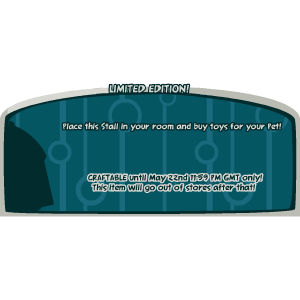 LIMITED EDITION!
Place this Stall in your room and buy toys for your Pet!
CRAFTABLE until May 22nd 11:59 PM GMT only!
This item will go out of stores after that!